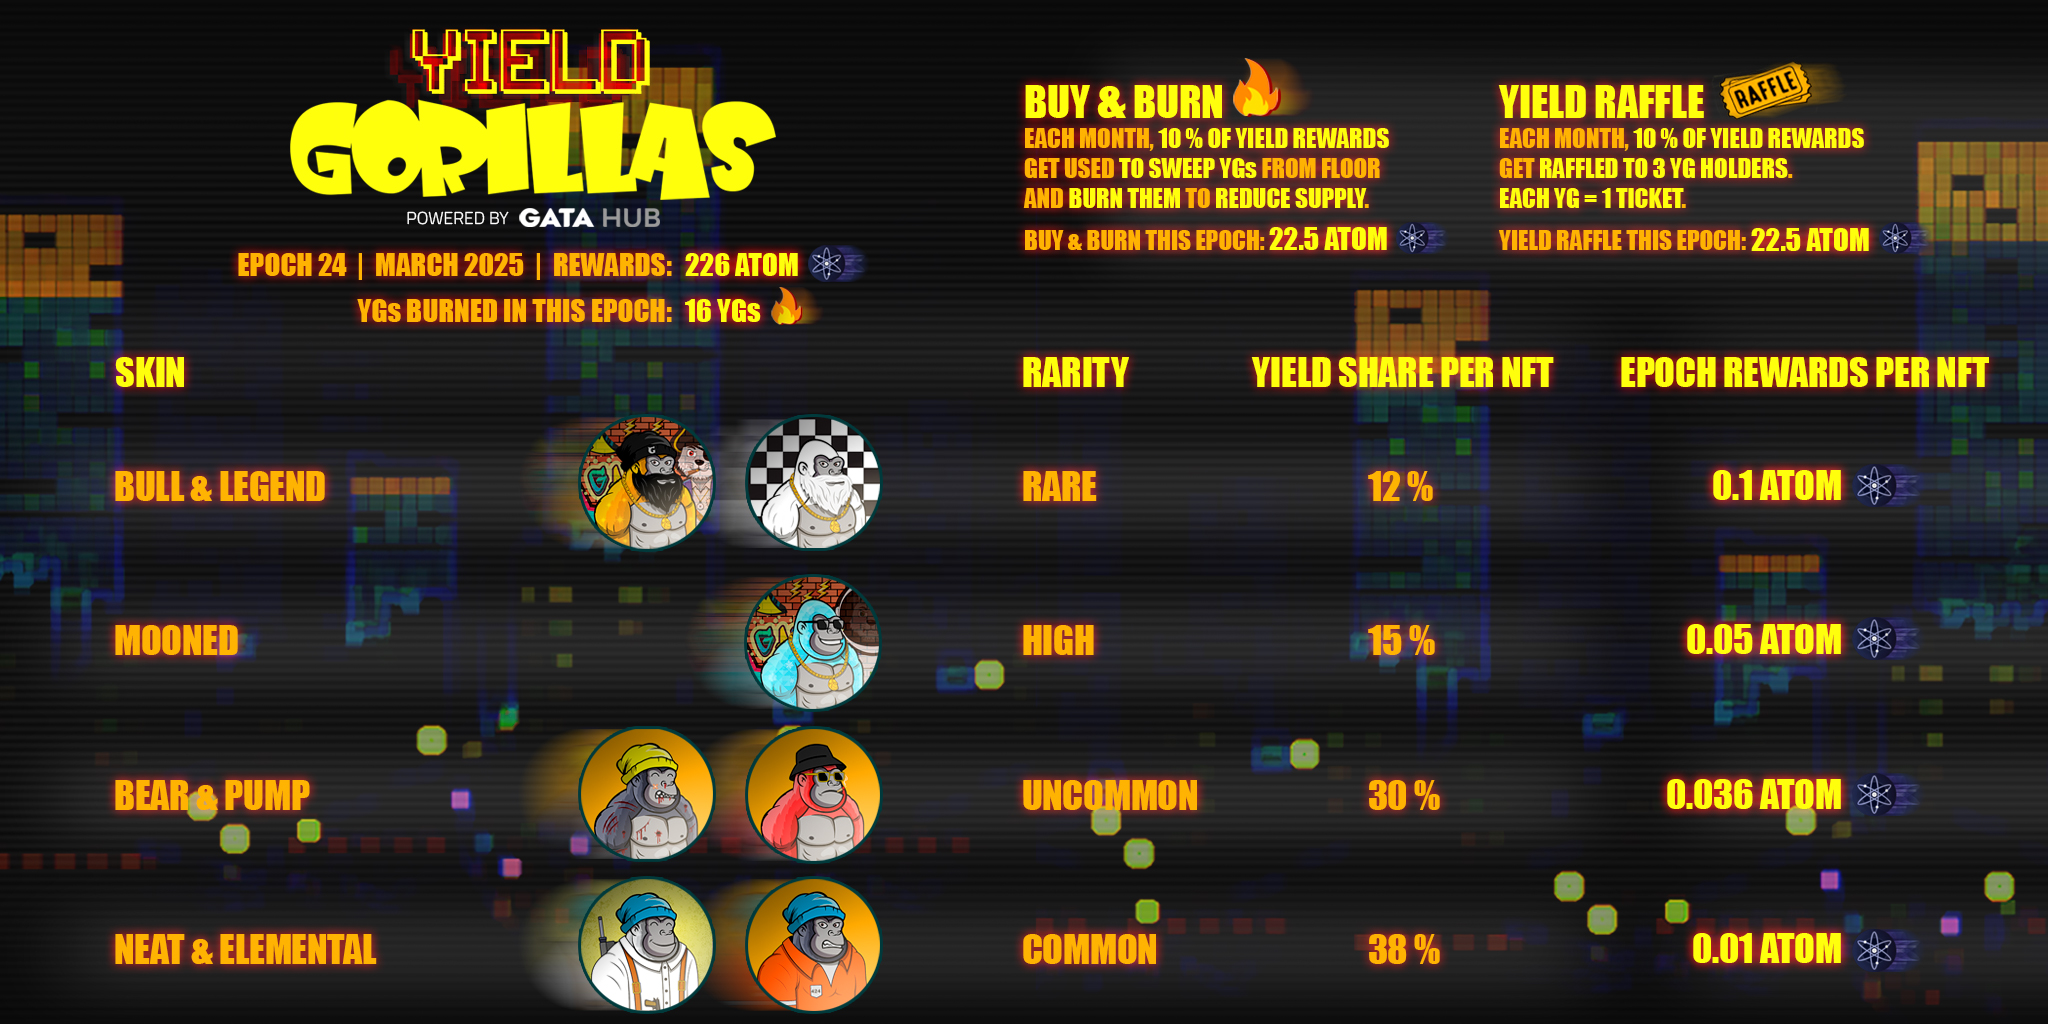 YIELD
GORILLAS
POWERED BY GATA HUB
EPOCH 24 | MARCH 2025 | REWARDS: 226 ATOM
YGs BURNED IN THIS EPOCH: 16 YGs
BUY & BURN
EACH MONTH, 10 % OF YIELD REWARDS
GET USED TO SWEEP YGs FROM FLOOR
AND BURN THEM TO REDUCE SUPPLY.
BUY & BURN THIS EPOCH: 22.5 ATOM
YIELD RAFFLE
RAFFLE
EACH MONTH, 10 % OF YIELD REWARDS
GET RAFFLED TO 3 YG HOLDERS.
EACH YG = 1 TICKET.
YIELD RAFFLE THIS EPOCH: 22.5 ATOM
SKIN RARITY YIELD SHARE PER NFT EPOCH REWARDS PER NFT
BULL & LEGEND RARE 12 % 0.1 ATOM
MOONED HIGH 15 % 0.05 ATOM
BEAR & PUMP UNCOMMON 30 % 0.036 ATOM
NEAT & ELEMENTAL COMMON 38 % 0.01 ATOM